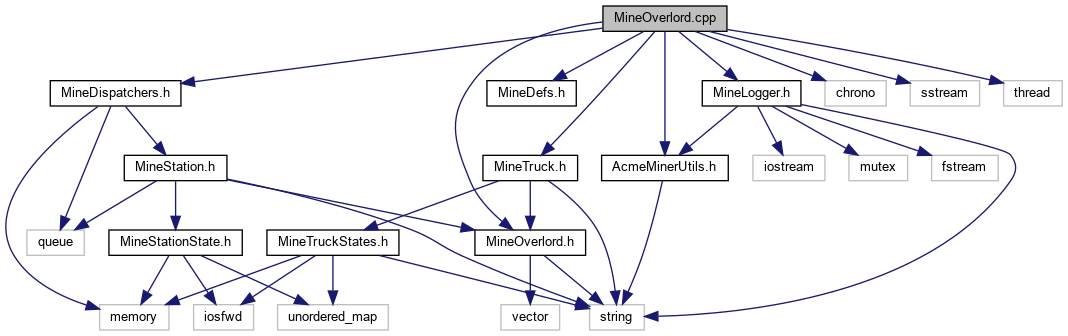 MineOverlord.cpp
MineDispatchers.h
MineDefs.h
MineLogger.h
chrono
sstream
thread
MineStation.h
MineTruck.h
AcmeMinerUtils.h
iostream
mutex
fstream
queue
MineStationState.h
MineTruckStates.h
MineOverlord.h
memory
iosfwd
unordered_map
vector
string